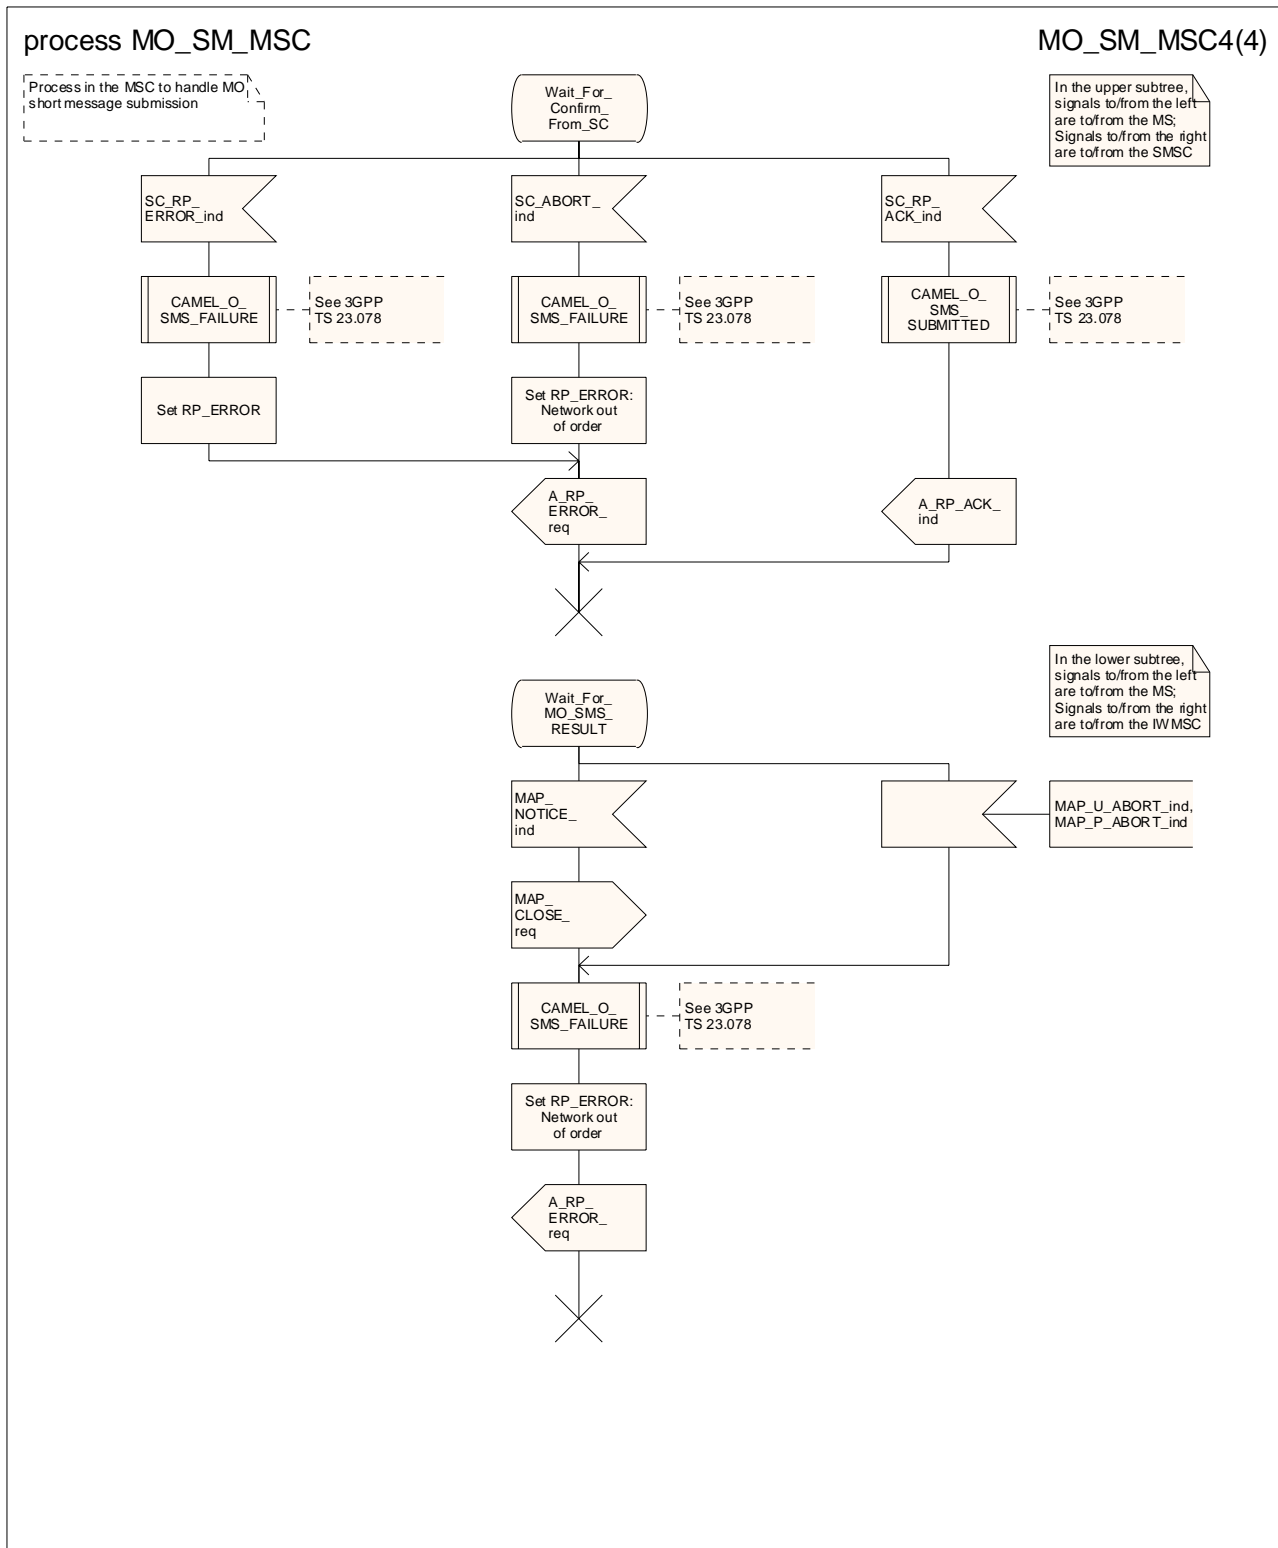 process MO_SM_MSC
MO_SM_MSC4(4)
Process in the MSC to handle MO
short message submission
Wait_For_
Confirm_
From_SC
In the upper subtree,
signals to/from the left
are to/from the MS;
Signals to/from the right
are to/from the SMSC
SC_RP_
ERROR_ind
SC_ABORT_
ind
SC_RP_
ACK_ind
CAMEL_O_
SMS_FAILURE
See 3GPP
TS 23.078
CAMEL_O_
SMS_FAILURE
See 3GPP
TS 23.078
CAMEL_O_
SMS_
SUBMITTED
See 3GPP
TS 23.078
Set RP_ERROR
Set RP_ERROR:
Network out
of order
A_RP_
ERROR_
req
A_RP_ACK_
ind
In the lower subtree,
signals to/from the left
are to/from the MS;
Signals to/from the right
are to/from the IWMSC
Wait_For_
MO_SMS_
RESULT
MAP_
NOTICE_
ind
MAP_U_ABORT_ind,
MAP_P_ABORT_ind
MAP_
CLOSE_
req
CAMEL_O_
SMS_FAILURE
See 3GPP
TS 23.078
Set RP_ERROR:
Network out
of order
A_RP_
ERROR_
req